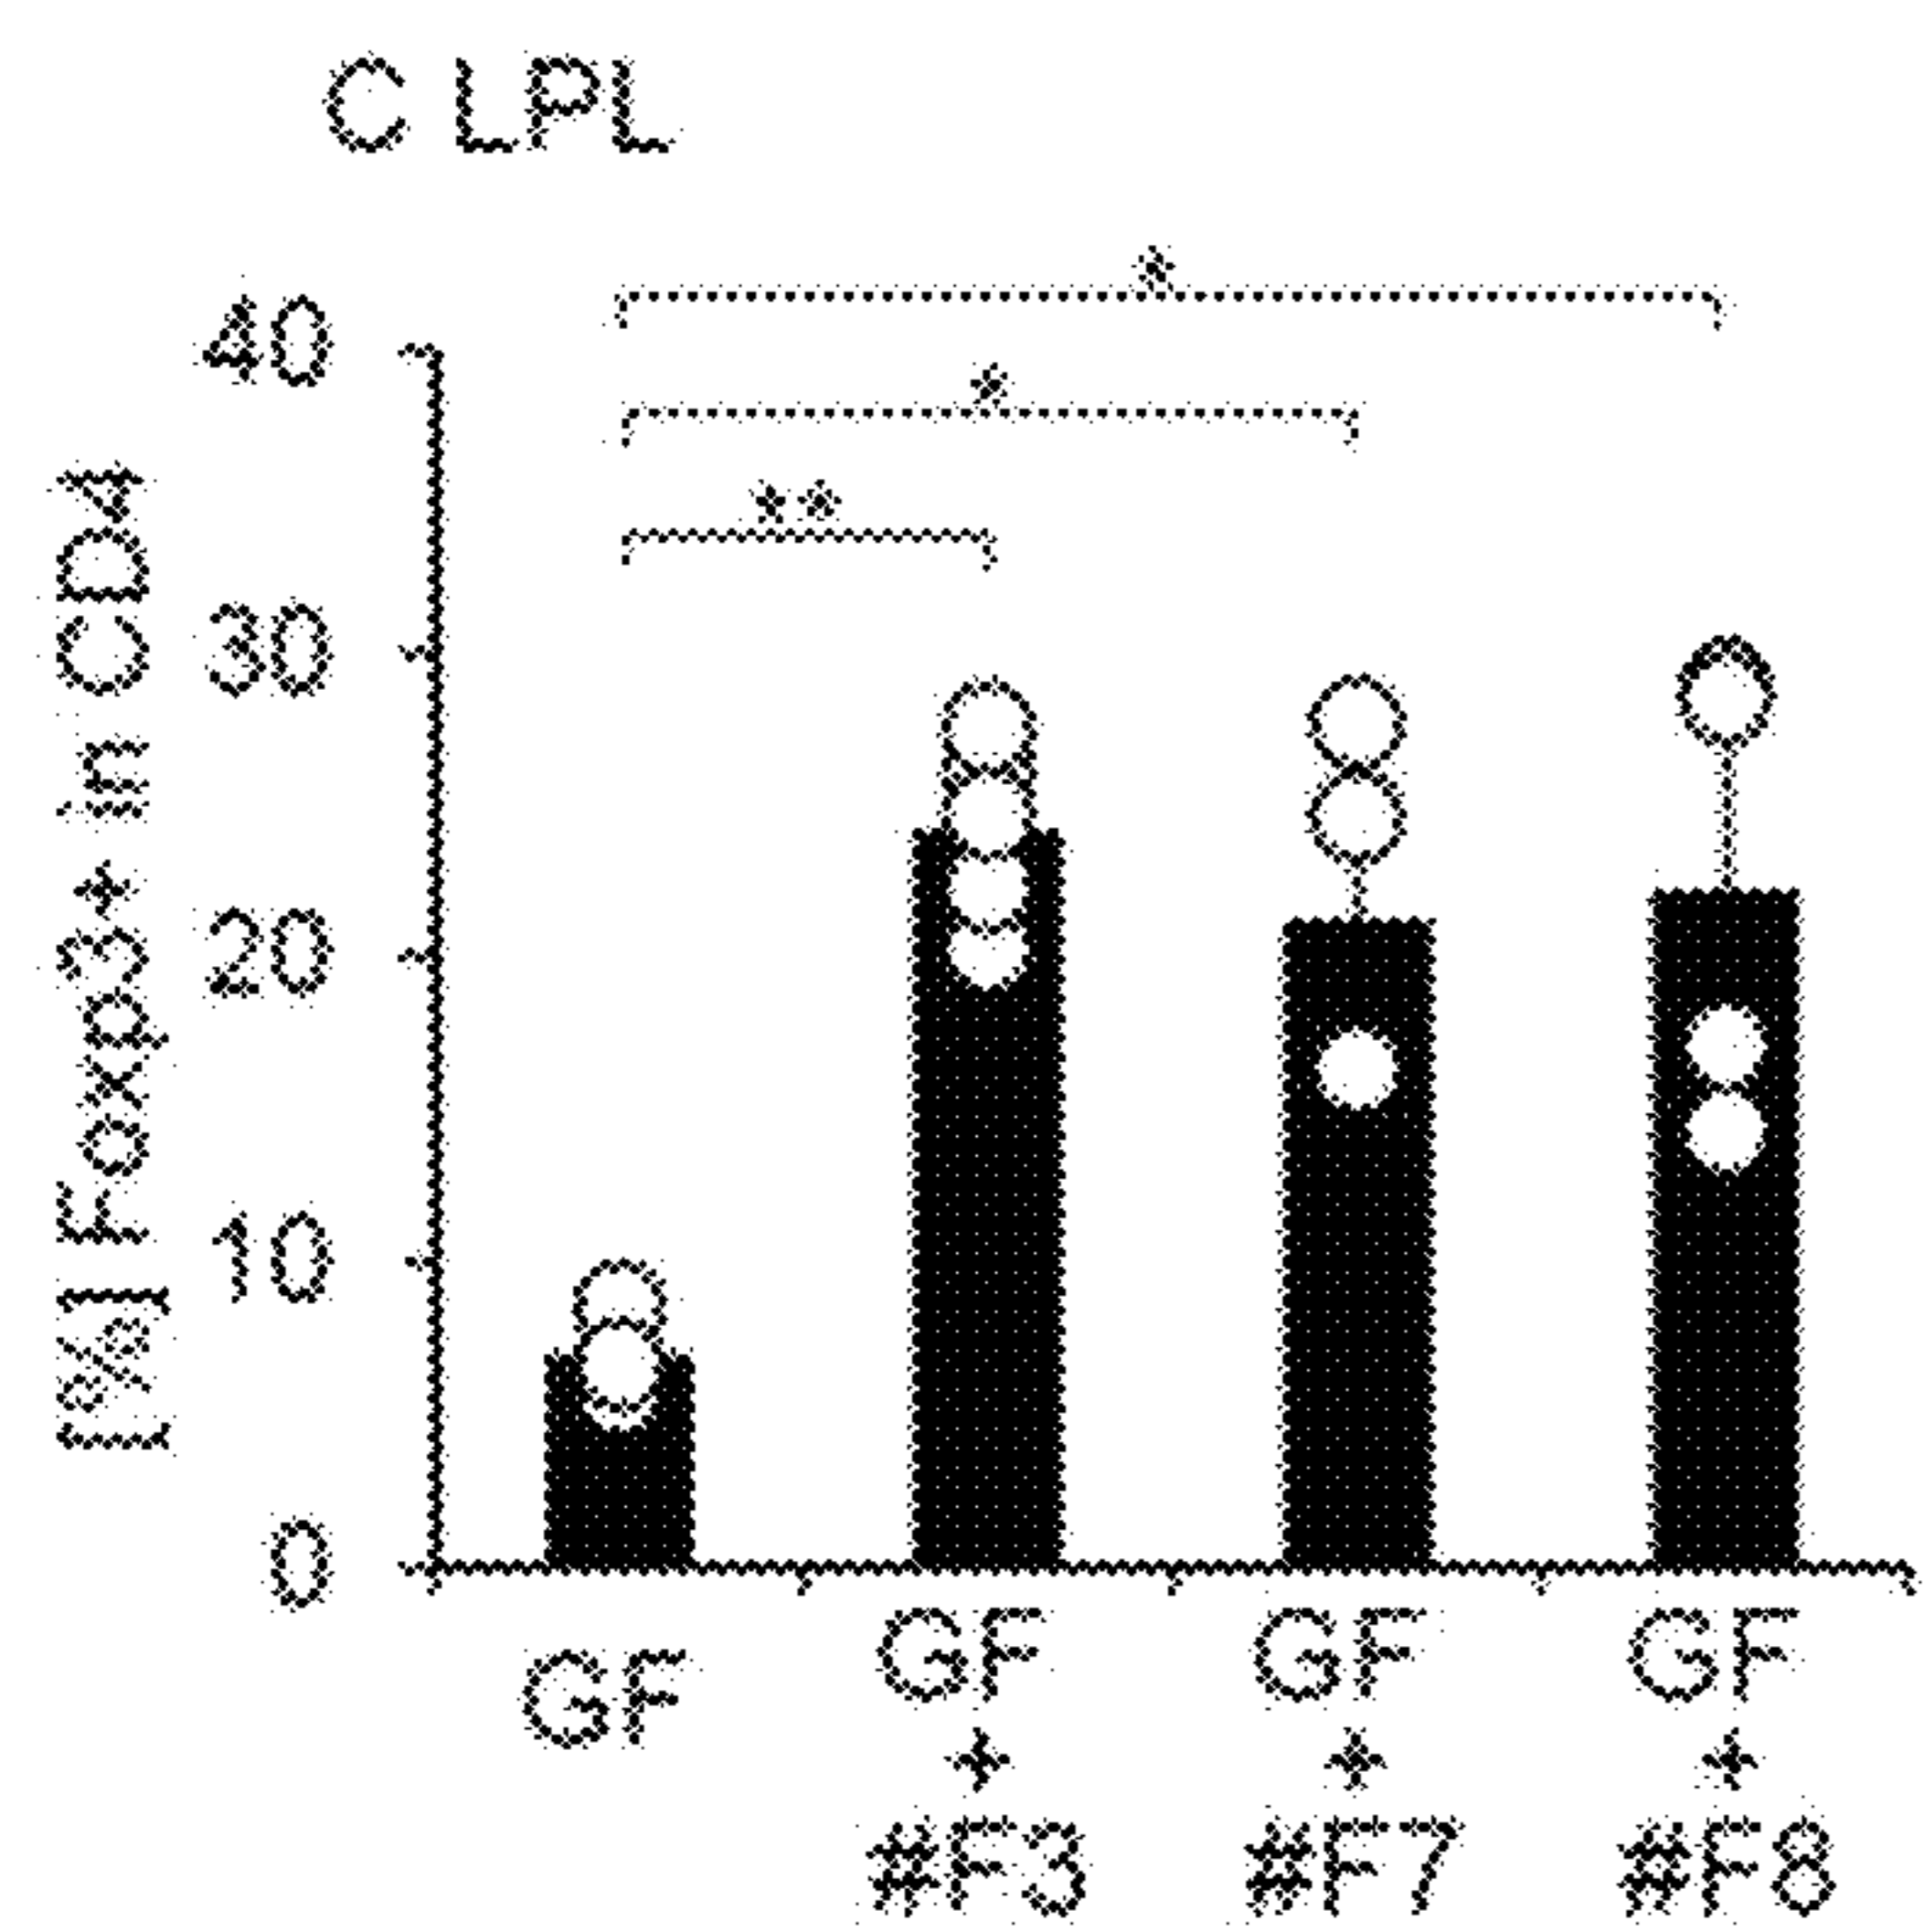 C LPL
[%] Foxp3+ in CD4
40
30
20
10
0
*
*
**
GF
GF + #F3
GF + #F7
GF + #F8